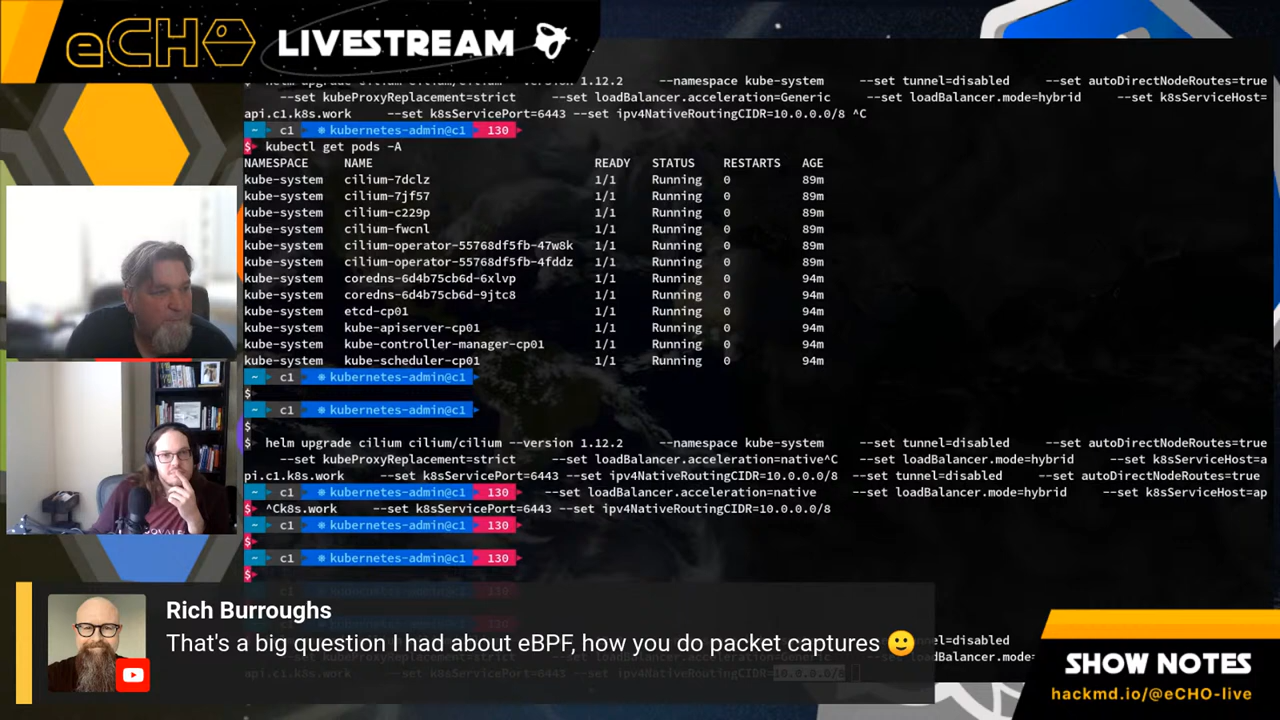 eCHO LIVESTREAM
$ helm upgrade cilium cilium/cilium --version 1.12.2 --namespace kube-system --set tunnel=disabled --set autoDirectNodeRoutes=true
--set kubeProxyReplacement=strict --set loadBalancer.acceleration=Generic --set loadBalancer.mode=hybrid --set k8sServiceHost=
api.c1.k8s.work --set k8sServicePort=6443 --set ipv4NativeRoutingCIDR=10.0.0.0/8 ^C
~ c1 ⎈ kubernetes-admin@c1 130
$ kubectl get pods -A
NAMESPACE NAME READY STATUS RESTARTS AGE
kube-system cilium-7dclz 1/1 Running 0 89m
kube-system cilium-7jf57 1/1 Running 0 89m
kube-system cilium-c229p 1/1 Running 0 89m
kube-system cilium-fwcnl 1/1 Running 0 89m
kube-system cilium-operator-55768df5fb-47w8k 1/1 Running 0 89m
kube-system cilium-operator-55768df5fb-4fddz 1/1 Running 0 89m
kube-system coredns-6d4b75cb6d-6xlvp 1/1 Running 0 94m
kube-system coredns-6d4b75cb6d-9jtc8 1/1 Running 0 94m
kube-system etcd-cp01 1/1 Running 0 94m
kube-system kube-apiserver-cp01 1/1 Running 0 94m
kube-system kube-controller-manager-cp01 1/1 Running 0 94m
kube-system kube-scheduler-cp01 1/1 Running 0 94m
~ c1 ⎈ kubernetes-admin@c1
$
~ c1 ⎈ kubernetes-admin@c1
$
$ helm upgrade cilium cilium/cilium --version 1.12.2 --namespace kube-system --set tunnel=disabled --set autoDirectNodeRoutes=true
--set kubeProxyReplacement=strict --set loadBalancer.acceleration=native^C --set loadBalancer.mode=hybrid --set k8sServiceHost=a
pi.c1.k8s.work --set k8sServicePort=6443 --set ipv4NativeRoutingCIDR=10.0.0.0/8 --set tunnel=disabled --set autoDirectNodeRoutes=true
~ c1 ⎈ kubernetes-admin@c1 130 --set loadBalancer.acceleration=native --set loadBalancer.mode=hybrid --set k8sServiceHost=ap
$ ^Ck8s.work --set k8sServicePort=6443 --set ipv4NativeRoutingCIDR=10.0.0.0/8
~ c1 ⎈ kubernetes-admin@c1 130
$
~ c1 ⎈ kubernetes-admin@c1 130
$
Rich Burroughs
That's a big question I had about eBPF, how you do packet captures 🙂
SHOW NOTES
hackmd.io/@eCHO-live